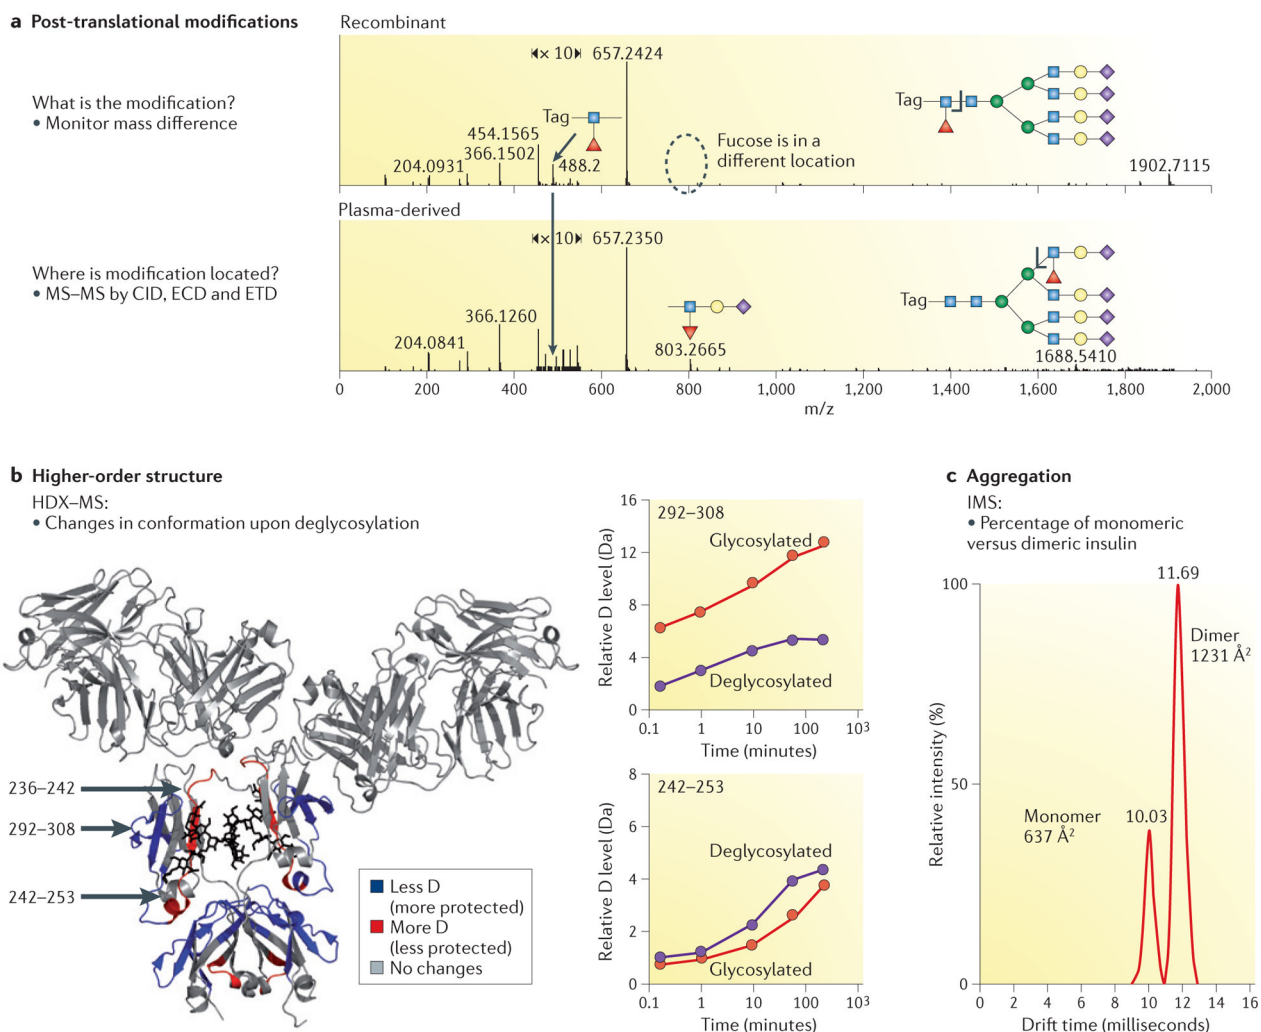 a Post-translational modifications
Recombinant
What is the modification?
• Monitor mass difference
× 10
657.2424
Tag
454.1565
366.1502
204.0931
488.2
Fucose is in a
different location
Tag
1902.7115
Plasma-derived
Where is modification located?
• MS–MS by CID, ECD and ETD
× 10
657.2350
366.1260
204.0841
803.2665
Tag
1688.5410
0 200 400 600 800 1,000 1,200 1,400 1,600 1,800 2,000
m/z
b Higher-order structure
HDX–MS:
• Changes in conformation upon deglycosylation
236–242
292–308
242–253
Less D
(more protected)
More D
(less protected)
No changes
292–308
Glycosylated
Deglycosylated
Relative D level (Da)
16
12
8
4
0
0.1 1 10 100 10³
Time (minutes)
242–253
Deglycosylated
Glycosylated
Relative D level (Da)
8
6
4
2
0
0.1 1 10 100 10³
Time (minutes)
c Aggregation
IMS:
• Percentage of monomeric
versus dimeric insulin
11.69
Dimer
1231 Å²
Monomer
637 Å²
10.03
Relative intensity (%)
100
50
0
0 2 4 6 8 10 12 14 16
Drift time (milliseconds)